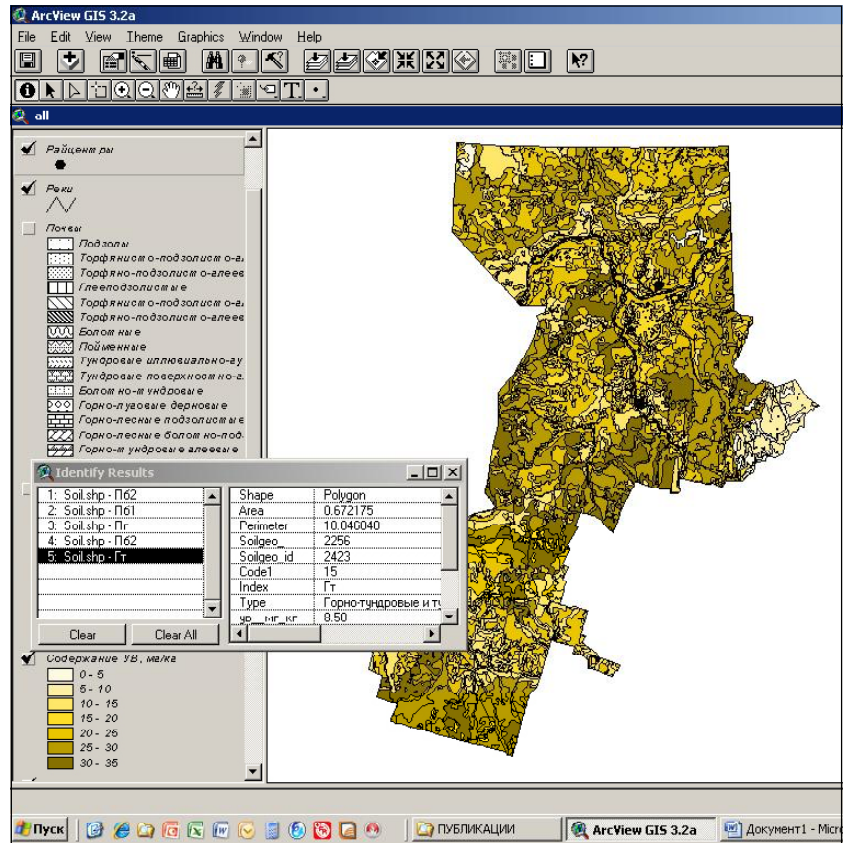 ArcView GIS 3.2a
File Edit View Theme Graphics Window Help
all
Райцентры
Реки
Почвы
Подзолы
Торфянисто-подзолисто-гл
Торфяно-подзолисто-глеев
Глееподзолистые
Торфянисто-подзолисто-гл
Торфяно-подзолисто-глеев
Болотные
Пойменные
Тундровые иллювиально-гу
Тундровые поверхностно-г
Болотно-тундровые
Горно-луговые дерновые
Горно-лесные подзолистые
Горно-лесные болотно-под
Горно-тундровые глеевые
Identify Results
1: Soil.shp - Пб2
2: Soil.shp - Пб1
3: Soil.shp - Пг
4: Soil.shp - Пб2
5: Soil.shp - Гт
Shape Polygon
Area 0.672175
Perimeter 10.040040
Soilgeo_ 2256
Soilgeo_id 2423
Code1 15
Index Гт
Type Горно-тундровые и ту
ув__мг_кг 8.50
Clear Clear All
Содержание УВ, мг/кг
0 - 5
5 - 10
10 - 15
15 - 20
20 - 25
25 - 30
30 - 35
Пуск ПУБЛИКАЦИИ ArcView GIS 3.2a Документ1 - Micro